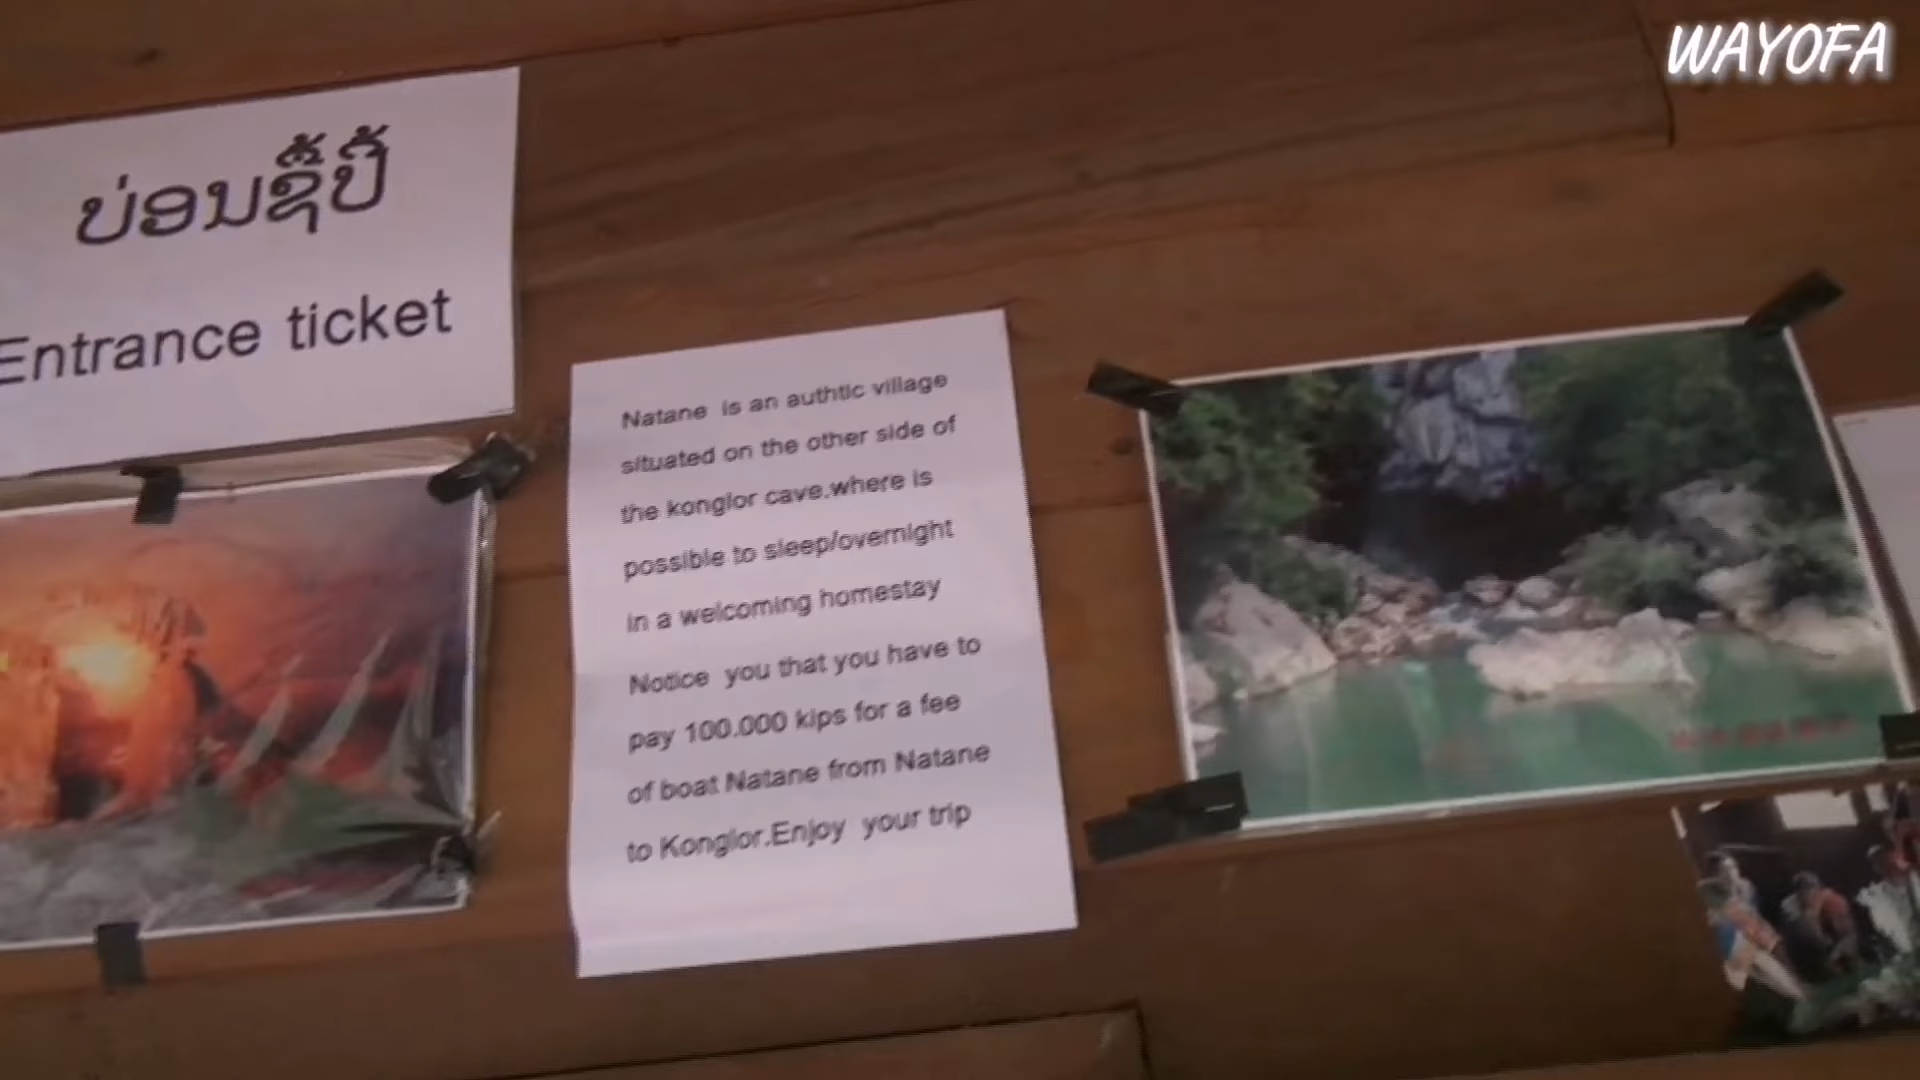 WAYOFA
ບ່ອນຊື້ປີ້
Entrance ticket
Natane is an authtic village
situated on the other side of
the konglor cave.where is
possible to sleep/overnight
in a welcoming homestay
Notice you that you have to
pay 100.000 kips for a fee
of boat Natane from Natane
to Konglor.Enjoy your trip